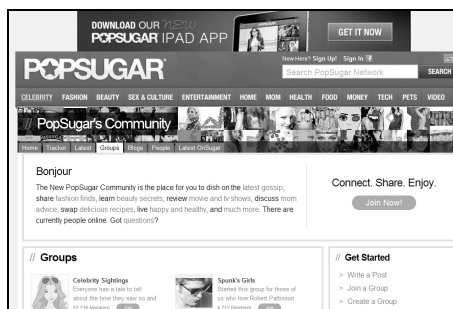 DOWNLOAD OUR NEW
POPSUGAR IPAD APP
GET IT NOW
POPSUGAR
New Here? Sign Up! Sign In
Search PopSugar Network
SEARCH
CELEBRITY FASHION BEAUTY SEX & CULTURE ENTERTAINMENT HOME MOM HEALTH FOOD MONEY TECH PETS VIDEO
// PopSugar's Community
Home Tracker Latest Groups Blogs People Latest OnSugar
Bonjour
The New PopSugar Community is the place for you to dish on the latest gossip,
share fashion finds, learn beauty secrets, review movie and tv shows, discuss mom
advice, swap delicious recipes, live happy and healthy, and much more. There are
currently people online. Got questions?
Connect. Share. Enjoy.
Join Now!
// Groups
Celebrity Sightings
Everyone has a tale to tell
about the time they saw so and
Spunk's Girls
Started this group for those of
us who love Robert Pattinson.
// Get Started
> Write a Post
> Join a Group
> Create a Group